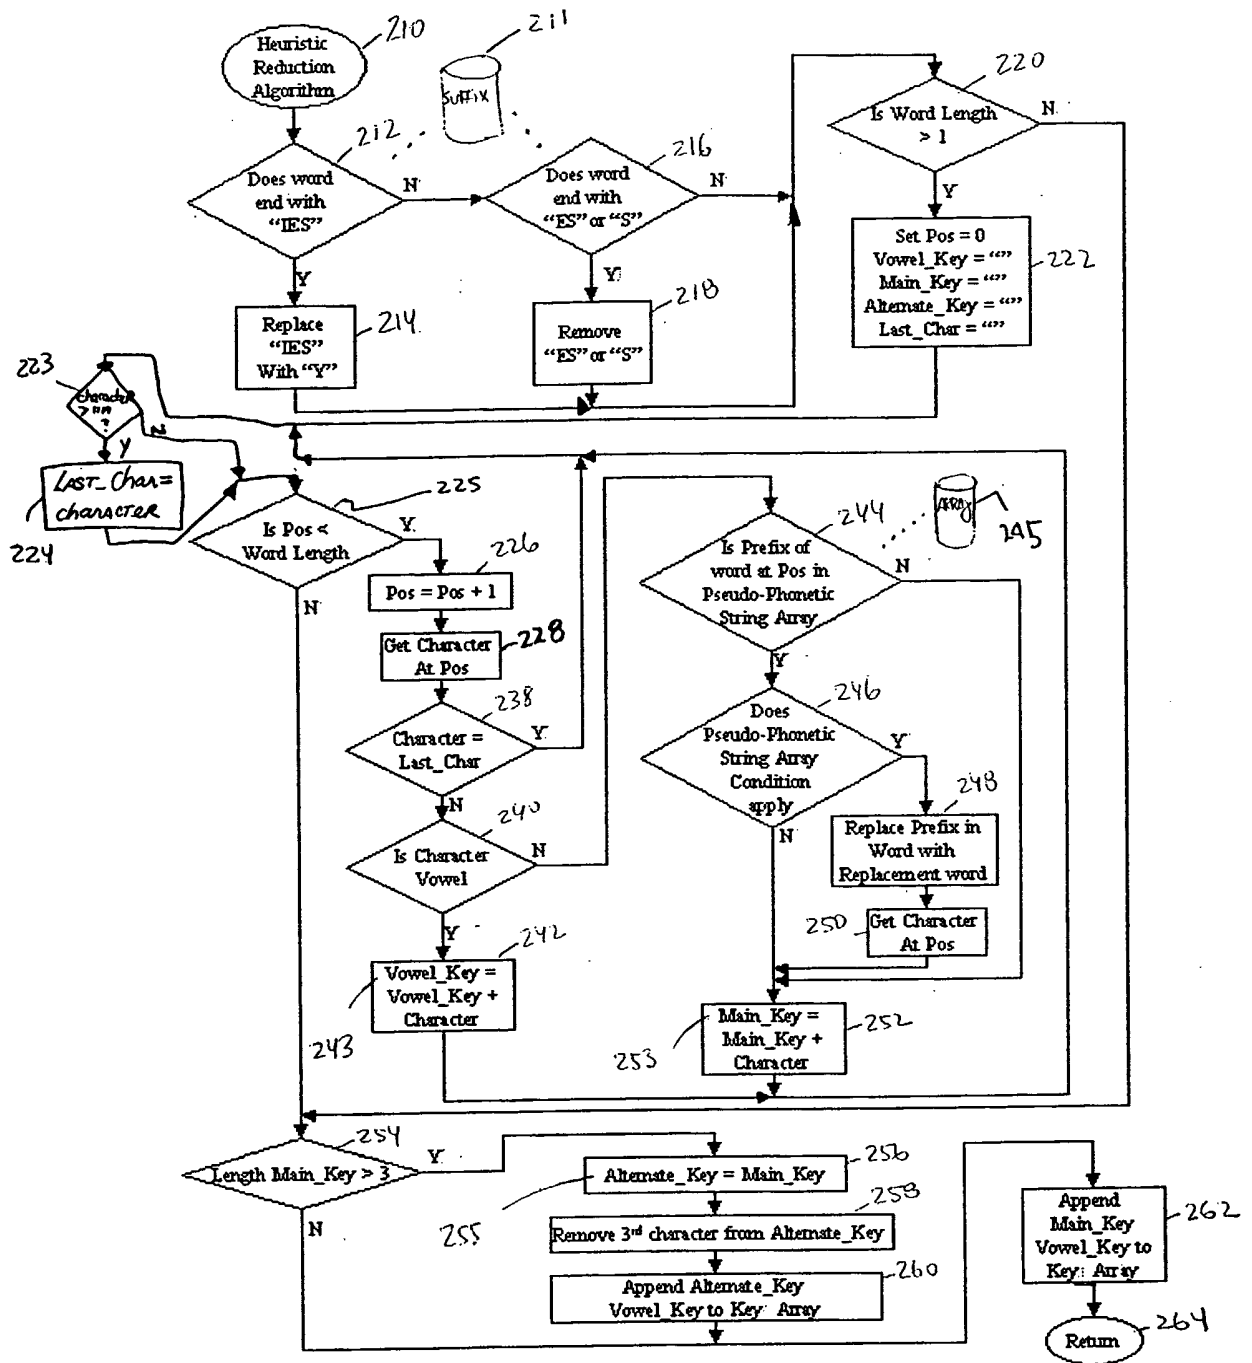 Heuristic
Reduction
Algorithm
210
211
SUFFIX
212
Does word
end with
“IES”
N
Y
216
Does word
end with
“ES” or “S”
N
Y
220
Is Word Length
> 1
N
Y
Replace
“IES”
With “Y”
214
Remove
“ES” or “S”
218
Set Pos = 0
Vowel_Key = “”
Main_Key = “”
Alternate_Key = “”
Last_Char = “”
222
223
character
?
Y
N
LAST_Char=
character
224
225
Is Pos <
Word Length
Y
N
226
Pos = Pos + 1
Get Character
At Pos
228
238
Character =
Last_Char
Y
N
240
Is Character
Vowel
N
Y
242
Vowel_Key =
Vowel_Key +
Character
243
244
Is Prefix of
word at Pos in
Pseudo-Phonetic
String Array
N
Y
ARRAY
245
246
Does
Pseudo-Phonetic
String Array
Condition
apply
Y
N
248
Replace Prefix in
Word with
Replacement word
250
Get Character
At Pos
Main_Key =
Main_Key +
Character
252
253
254
Length Main_Key > 3
Y
N
Alternate_Key = Main_Key
256
255
258
Remove 3rd character from Alternate_Key
260
Append Alternate_Key
Vowel_Key to Key Array
Append
Main_Key
Vowel_Key to
Key Array
262
Return
264